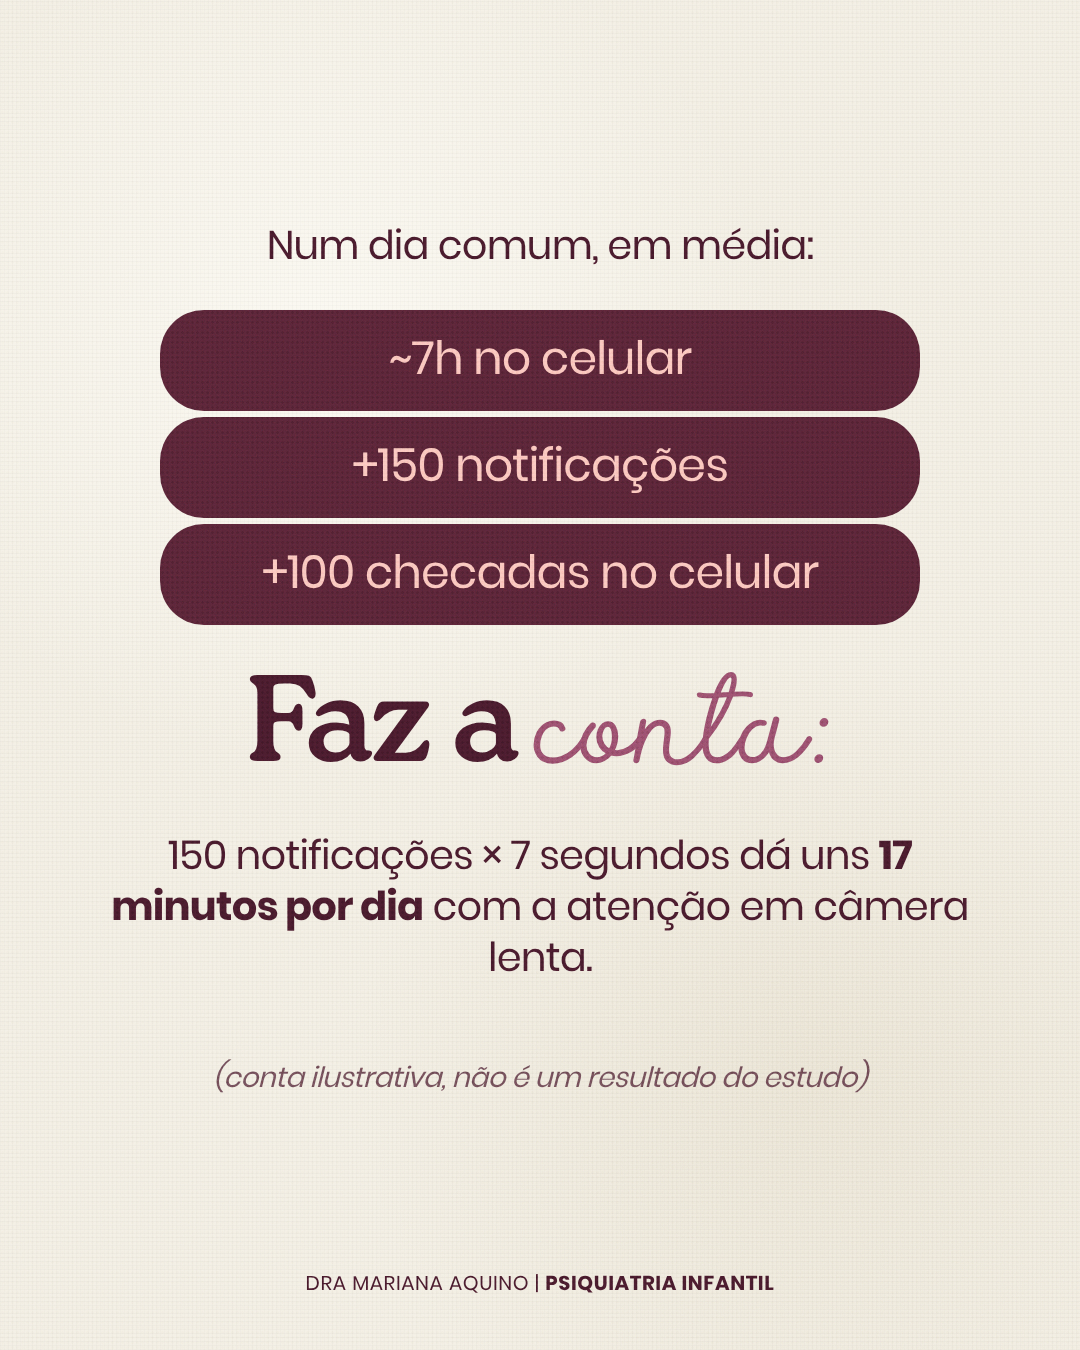 Num dia comum, em média:
~7h no celular
+150 notificações
+100 checadas no celular
Faz a conta:
150 notificações × 7 segundos dá uns 17
minutos por dia com a atenção em câmera
lenta.
(conta ilustrativa, não é um resultado do estudo)
DRA MARIANA AQUINO | PSIQUIATRIA INFANTIL